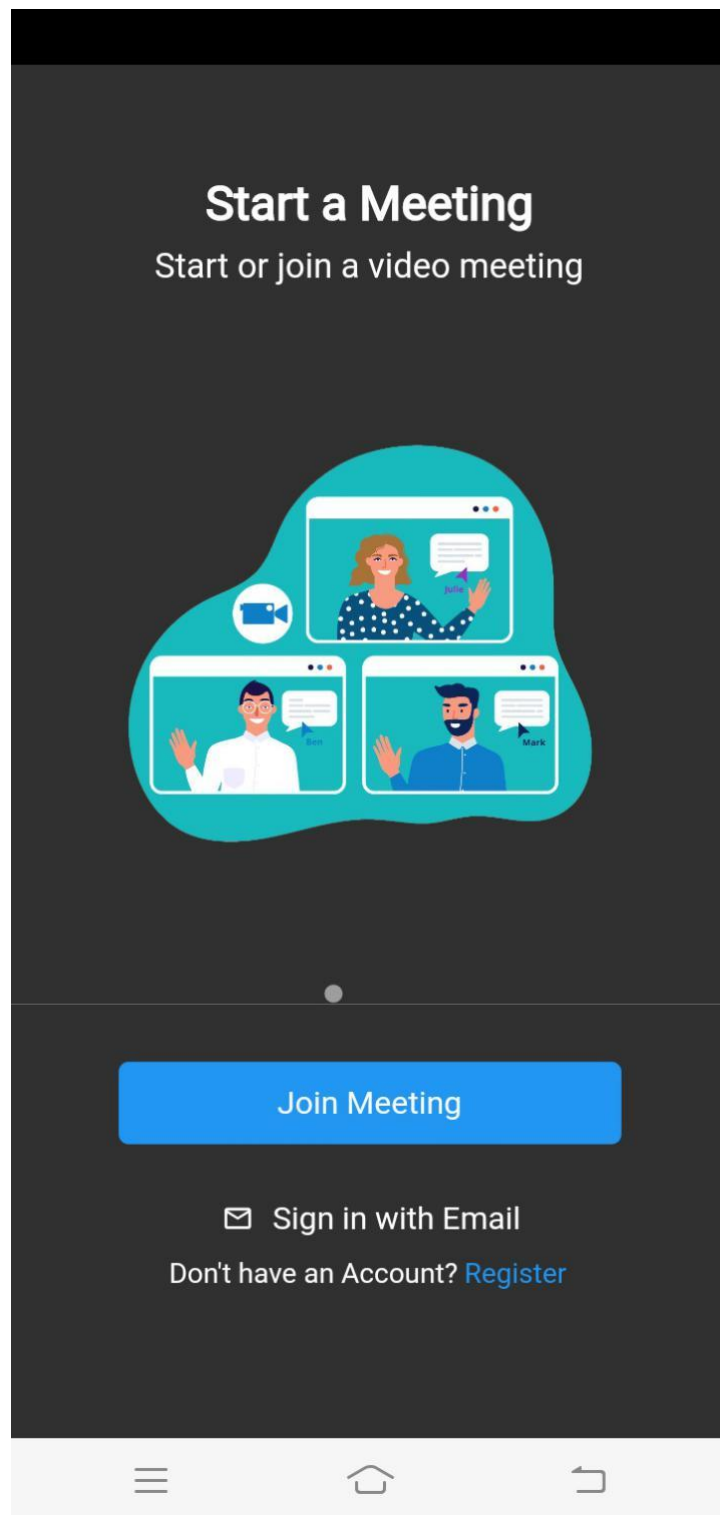 Start a Meeting
Start or join a video meeting
Julie
Ben
Mark
Join Meeting
Sign in with Email
Don't have an Account? Register